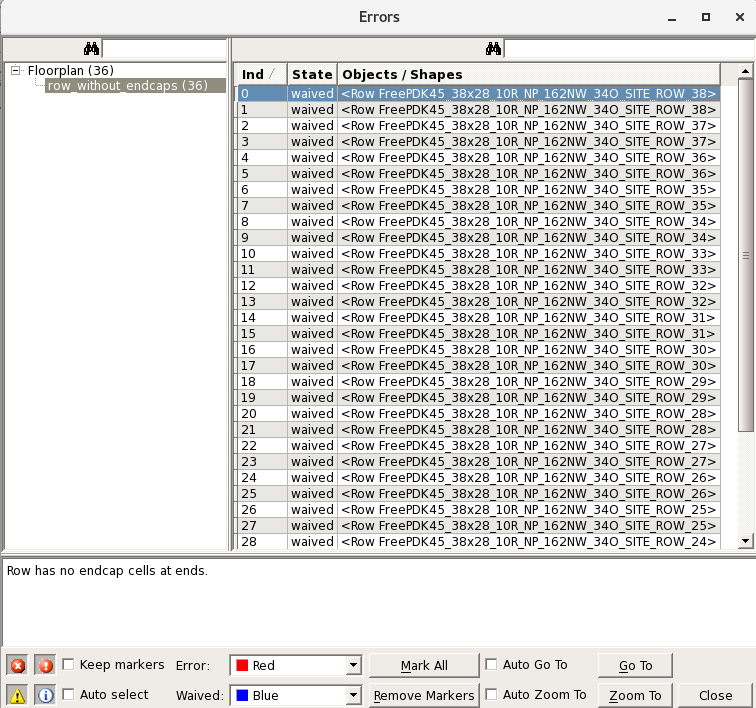 Errors
Floorplan (36)
row_without_endcaps (36)
Ind State Objects / Shapes
0 waived <Row FreePDK45_38x28_10R_NP_162NW_34O_SITE_ROW_38>
1 waived <Row FreePDK45_38x28_10R_NP_162NW_34O_SITE_ROW_38>
2 waived <Row FreePDK45_38x28_10R_NP_162NW_34O_SITE_ROW_37>
3 waived <Row FreePDK45_38x28_10R_NP_162NW_34O_SITE_ROW_37>
4 waived <Row FreePDK45_38x28_10R_NP_162NW_34O_SITE_ROW_36>
5 waived <Row FreePDK45_38x28_10R_NP_162NW_34O_SITE_ROW_36>
6 waived <Row FreePDK45_38x28_10R_NP_162NW_34O_SITE_ROW_35>
7 waived <Row FreePDK45_38x28_10R_NP_162NW_34O_SITE_ROW_35>
8 waived <Row FreePDK45_38x28_10R_NP_162NW_34O_SITE_ROW_34>
9 waived <Row FreePDK45_38x28_10R_NP_162NW_34O_SITE_ROW_34>
10 waived <Row FreePDK45_38x28_10R_NP_162NW_34O_SITE_ROW_33>
11 waived <Row FreePDK45_38x28_10R_NP_162NW_34O_SITE_ROW_33>
12 waived <Row FreePDK45_38x28_10R_NP_162NW_34O_SITE_ROW_32>
13 waived <Row FreePDK45_38x28_10R_NP_162NW_34O_SITE_ROW_32>
14 waived <Row FreePDK45_38x28_10R_NP_162NW_34O_SITE_ROW_31>
15 waived <Row FreePDK45_38x28_10R_NP_162NW_34O_SITE_ROW_31>
16 waived <Row FreePDK45_38x28_10R_NP_162NW_34O_SITE_ROW_30>
17 waived <Row FreePDK45_38x28_10R_NP_162NW_34O_SITE_ROW_30>
18 waived <Row FreePDK45_38x28_10R_NP_162NW_34O_SITE_ROW_29>
19 waived <Row FreePDK45_38x28_10R_NP_162NW_34O_SITE_ROW_29>
20 waived <Row FreePDK45_38x28_10R_NP_162NW_34O_SITE_ROW_28>
21 waived <Row FreePDK45_38x28_10R_NP_162NW_34O_SITE_ROW_28>
22 waived <Row FreePDK45_38x28_10R_NP_162NW_34O_SITE_ROW_27>
23 waived <Row FreePDK45_38x28_10R_NP_162NW_34O_SITE_ROW_27>
24 waived <Row FreePDK45_38x28_10R_NP_162NW_34O_SITE_ROW_26>
25 waived <Row FreePDK45_38x28_10R_NP_162NW_34O_SITE_ROW_26>
26 waived <Row FreePDK45_38x28_10R_NP_162NW_34O_SITE_ROW_25>
27 waived <Row FreePDK45_38x28_10R_NP_162NW_34O_SITE_ROW_25>
28 waived <Row FreePDK45_38x28_10R_NP_162NW_34O_SITE_ROW_24>
Row has no endcap cells at ends.
Keep markers Error: Red Mark All Auto Go To Go To
Auto select Waived: Blue Remove Markers Auto Zoom To Zoom To Close